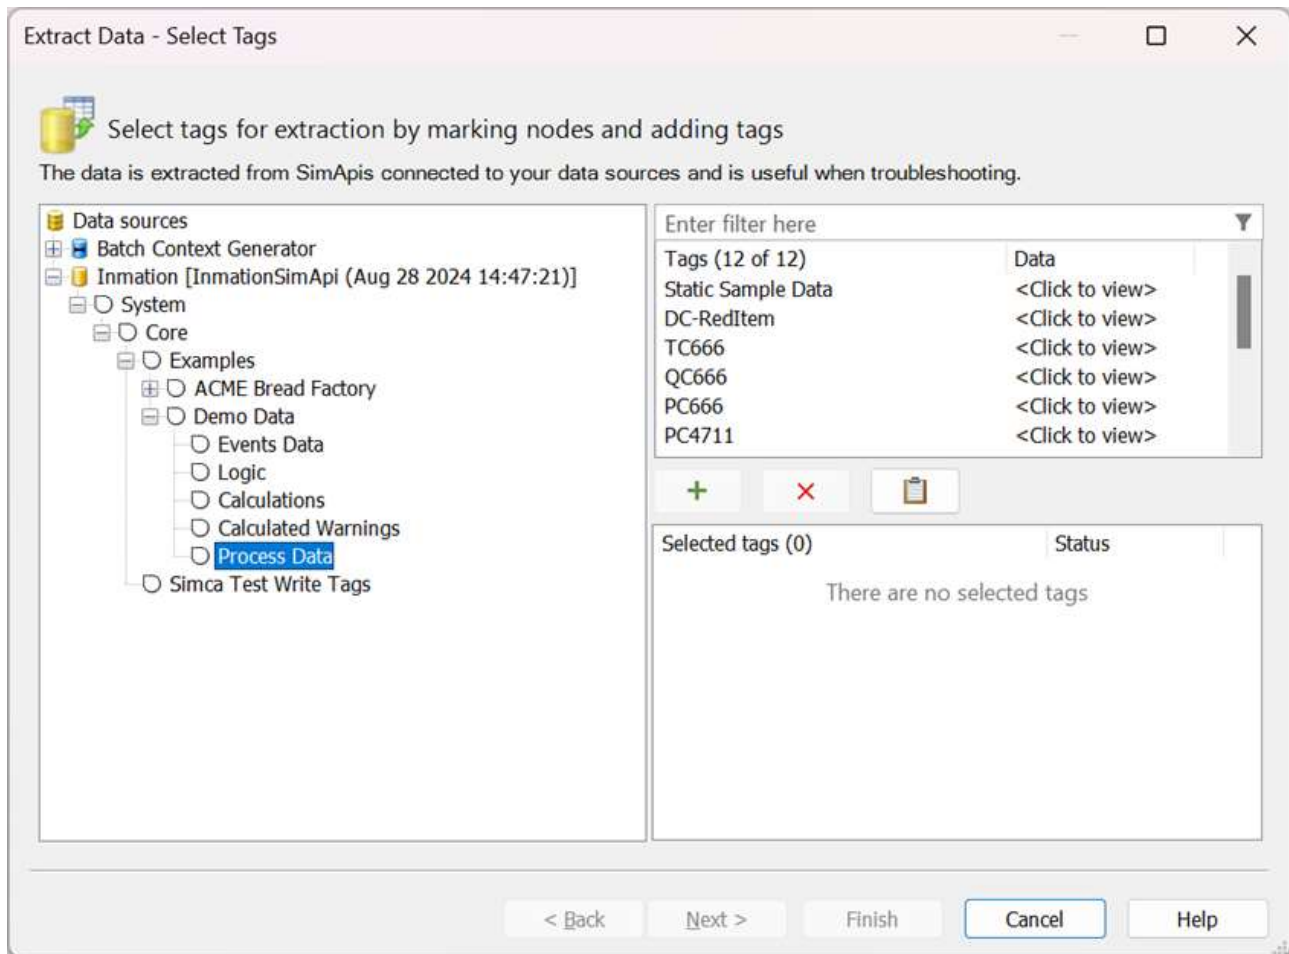 Extract Data - Select Tags
Select tags for extraction by marking nodes and adding tags
The data is extracted from SimApis connected to your data sources and is useful when troubleshooting.
Data sources
Batch Context Generator
Inmation [InmationSimApi (Aug 28 2024 14:47:21)]
System
Core
Examples
ACME Bread Factory
Demo Data
Events Data
Logic
Calculations
Calculated Warnings
Process Data
Simca Test Write Tags
Enter filter here
Tags (12 of 12) Data
Static Sample Data <Click to view>
DC-RedItem <Click to view>
TC666 <Click to view>
QC666 <Click to view>
PC666 <Click to view>
PC4711 <Click to view>
Selected tags (0) Status
There are no selected tags
< Back Next > Finish Cancel Help